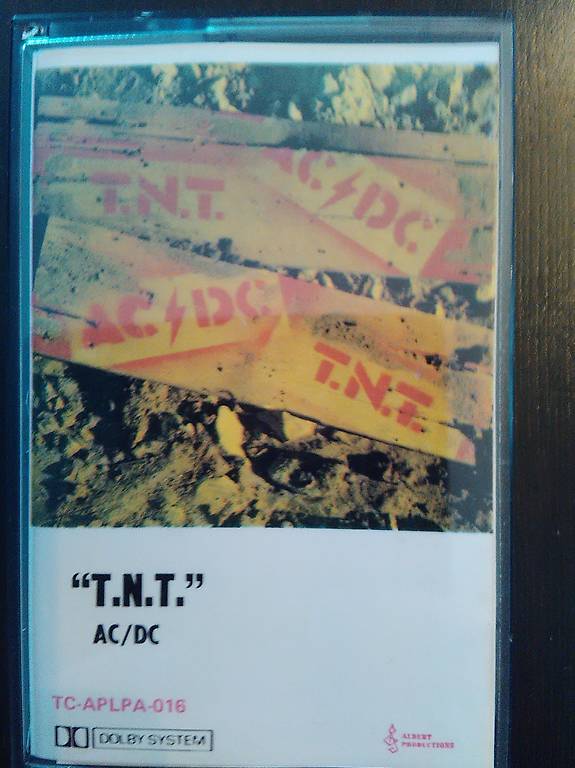 T.N.T. AC/DC
AC/DC T.N.T.
"T.N.T."
AC/DC
TC-APLPA-016
DOLBY SYSTEM
ALBERT
PRODUCTIONS